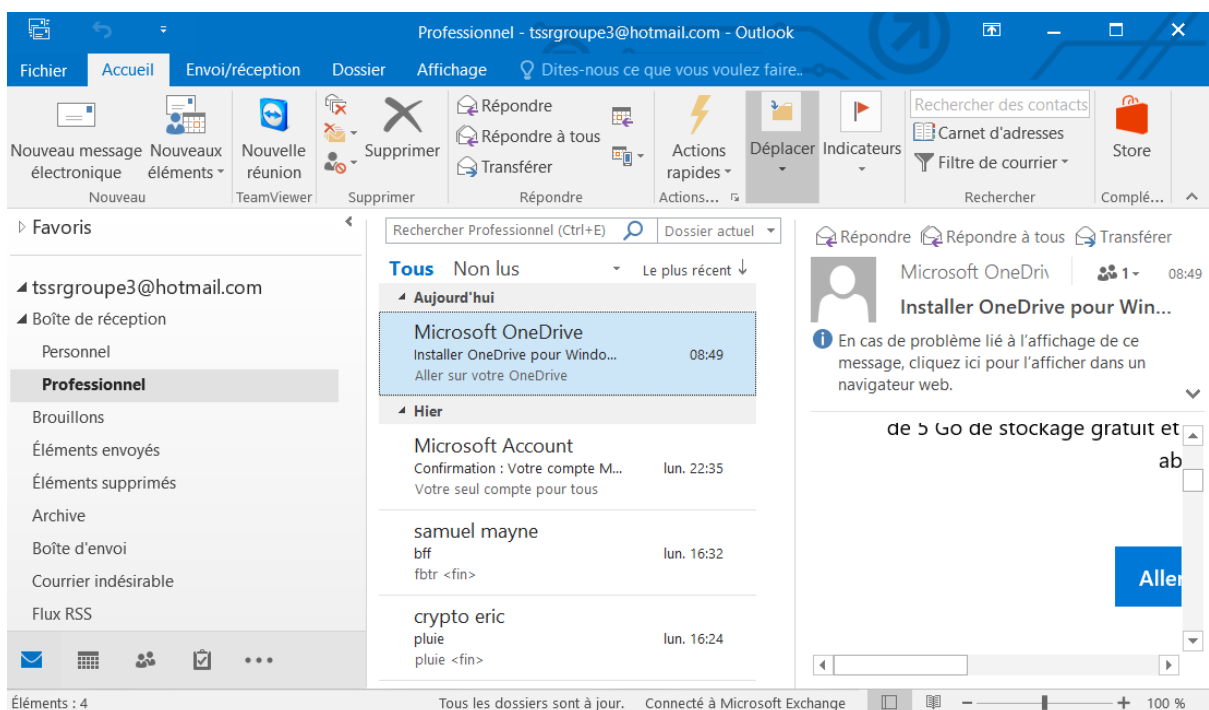 Professionnel - tssrgroupe3@hotmail.com - Outlook
Fichier Accueil Envoi/réception Dossier Affichage Dites-nous ce que vous voulez faire..
Nouveau message électronique
Nouveaux éléments
Nouveau
Nouvelle réunion
TeamViewer
Supprimer
Supprimer
Répondre
Répondre à tous
Transférer
Répondre
Actions rapides
Actions...
Déplacer
Indicateurs
Rechercher des contacts
Carnet d'adresses
Filtre de courrier
Rechercher
Store
Complé...
Favoris
tssrgroupe3@hotmail.com
Boîte de réception
Personnel
Professionnel
Brouillons
Éléments envoyés
Éléments supprimés
Archive
Boîte d'envoi
Courrier indésirable
Flux RSS
Rechercher Professionnel (Ctrl+E) Dossier actuel
Tous Non lus Le plus récent
Aujourd'hui
Microsoft OneDrive
Installer OneDrive pour Windo... 08:49
Aller sur votre OneDrive
Hier
Microsoft Account
Confirmation : Votre compte M... lun. 22:35
Votre seul compte pour tous
samuel mayne
bff lun. 16:32
fbtr <fin>
crypto eric
pluie lun. 16:24
pluie <fin>
Répondre Répondre à tous Transférer
Microsoft OneDriv 1 08:49
Installer OneDrive pour Win...
En cas de problème lié à l'affichage de ce
message, cliquez ici pour l'afficher dans un
navigateur web.
de 5 Go de stockage gratuit et
ab
Aller
Éléments : 4 Tous les dossiers sont à jour. Connecté à Microsoft Exchange 100 %